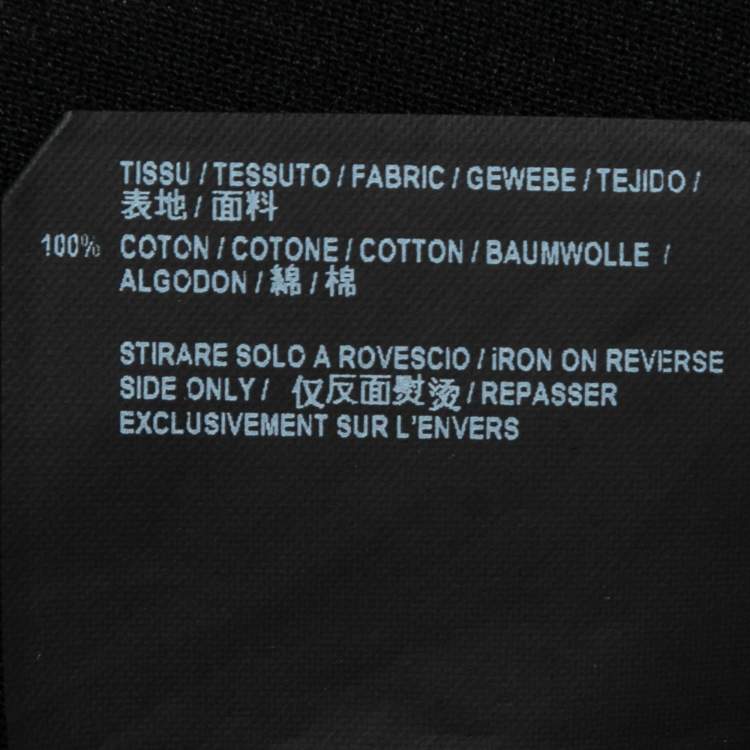 TISSU / TESSUTO / FABRIC / GEWEBE / TEJIDO /
表地 / 面料
100% COTON / COTONE / COTTON / BAUMWOLLE /
ALGODON / 綿 / 棉
STIRARE SOLO A ROVESCIO / iRON ON REVERSE
SIDE ONLY / 仅反面熨烫 / REPASSER
EXCLUSIVEMENT SUR L'ENVERS